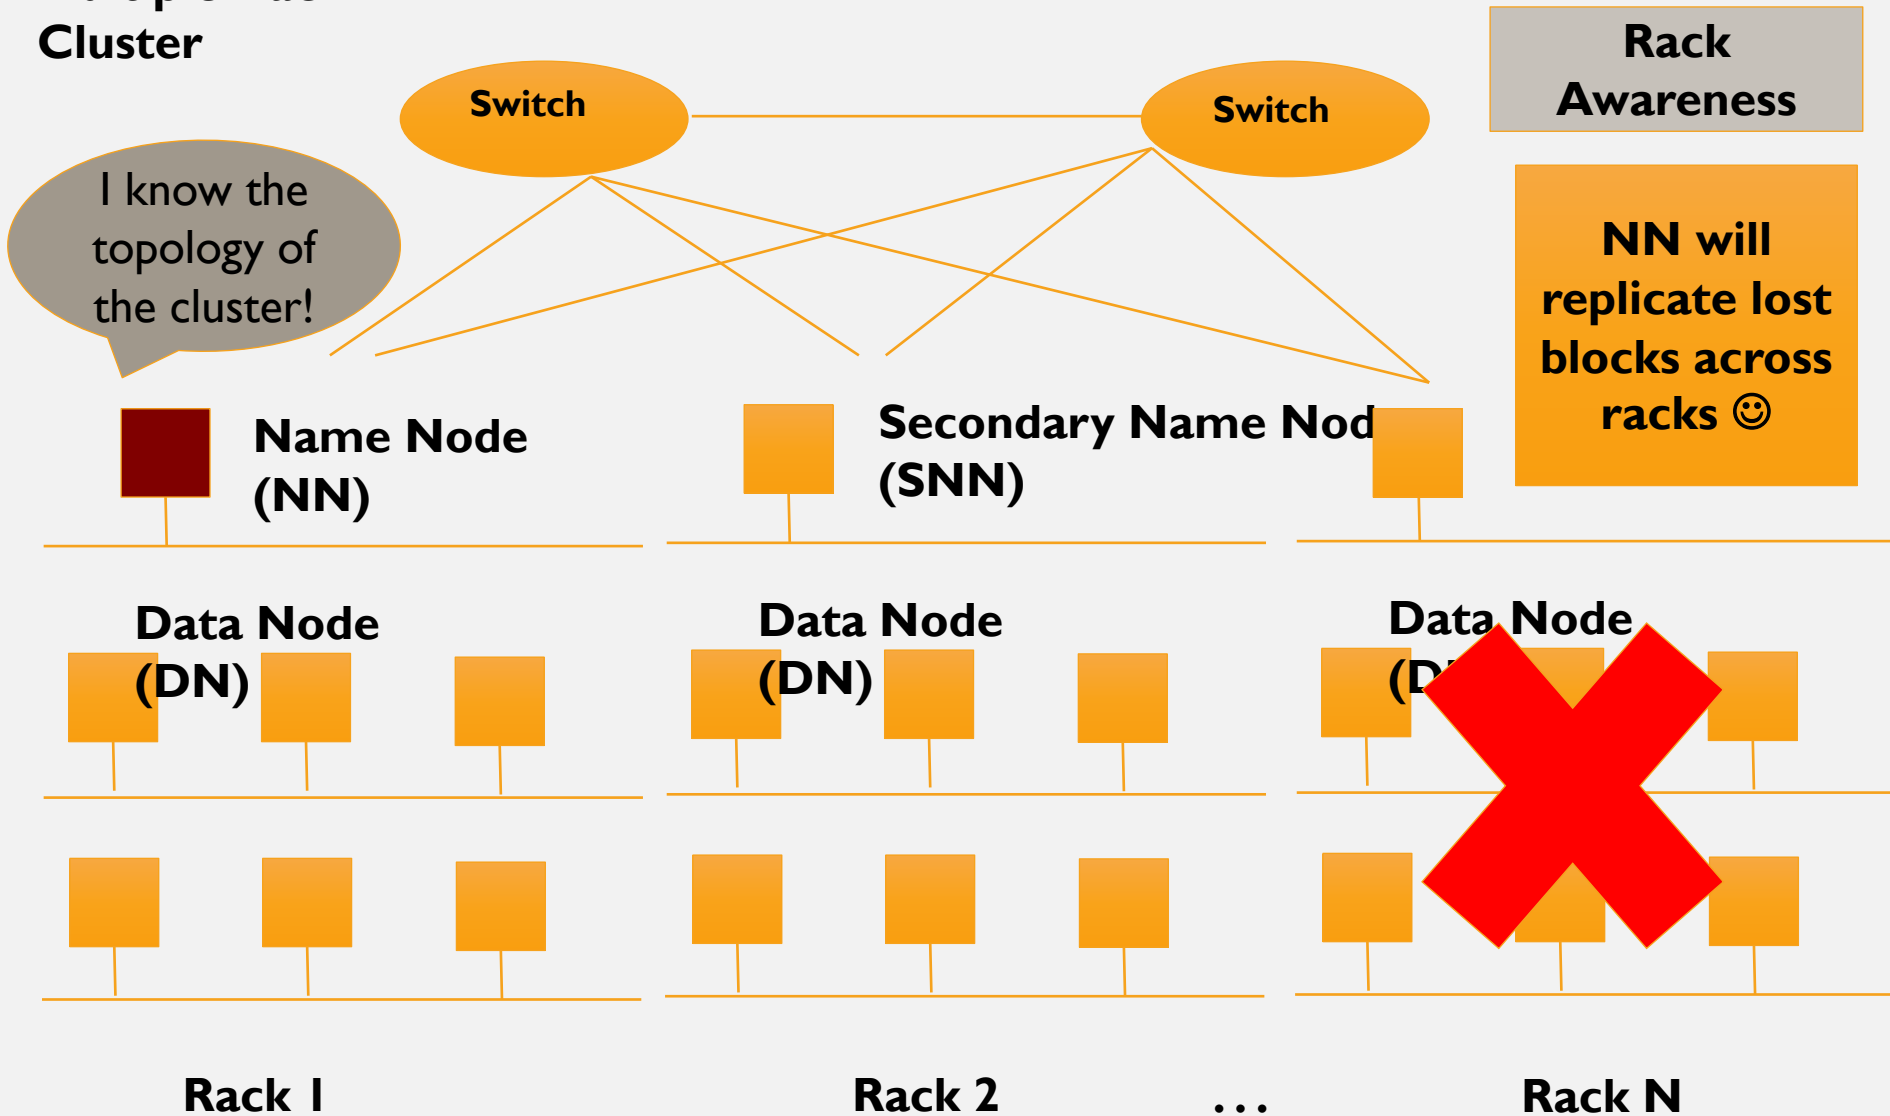 Cluster
Rack
Awareness
Switch
Switch
I know the
topology of
the cluster!
NN will
replicate lost
blocks across
racks ☺
Name Node
(NN)
Secondary Name Nod
(SNN)
Data Node
(DN)
Data Node
(DN)
Data Node
(D
Rack 1
Rack 2
...
Rack N